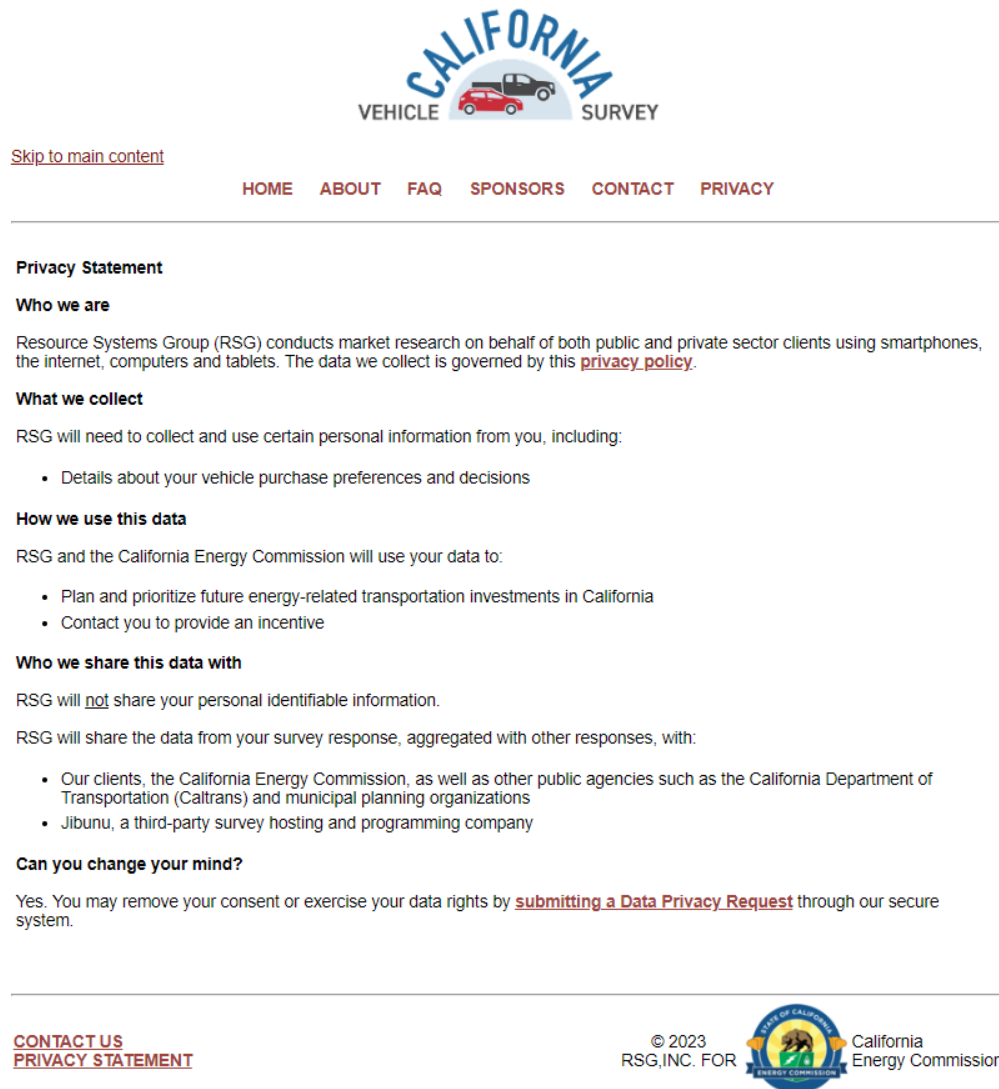 CALIFORNIA
VEHICLE SURVEY
Skip to main content
HOME ABOUT FAQ SPONSORS CONTACT PRIVACY
Privacy Statement
Who we are
Resource Systems Group (RSG) conducts market research on behalf of both public and private sector clients using smartphones,
the internet, computers and tablets. The data we collect is governed by this privacy policy.
What we collect
RSG will need to collect and use certain personal information from you, including:
• Details about your vehicle purchase preferences and decisions
How we use this data
RSG and the California Energy Commission will use your data to:
• Plan and prioritize future energy-related transportation investments in California
• Contact you to provide an incentive
Who we share this data with
RSG will not share your personal identifiable information.
RSG will share the data from your survey response, aggregated with other responses, with:
• Our clients, the California Energy Commission, as well as other public agencies such as the California Department of
Transportation (Caltrans) and municipal planning organizations
• Jibunu, a third-party survey hosting and programming company
Can you change your mind?
Yes. You may remove your consent or exercise your data rights by submitting a Data Privacy Request through our secure
system.
CONTACT US
PRIVACY STATEMENT
© 2023
RSG,INC. FOR
STATE OF CALIFORNIA
ENERGY COMMISSION
California
Energy Commission